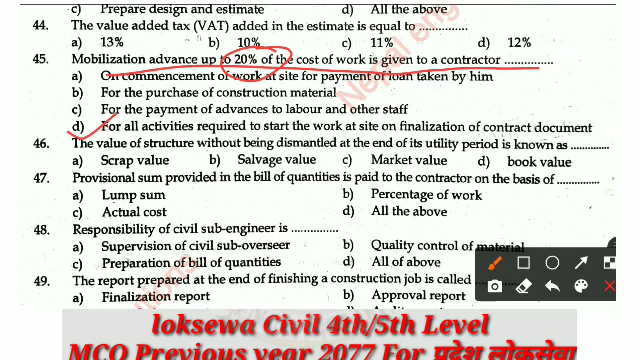 c) Prepare design and estimate d) All the above
44. The value added tax (VAT) added in the estimate is equal to ..............
a) 13% b) 10% c) 11% d) 12%
45. Mobilization advance up to 20% of the cost of work is given to a contractor ..............
a) On commencement of work at site for payment of loan taken by him
b) For the purchase of construction material
c) For the payment of advances to labour and other staff
d) For all activities required to start the work at site on finalization of contract document
46. The value of structure without being dismantled at the end of its utility period is known as ............
a) Scrap value b) Salvage value c) Market value d) book value
47. Provisional sum provided in the bill of quantities is paid to the contractor on the basis of .............
a) Lump sum b) Percentage of work
c) Actual cost d) All the above
48. Responsibility of civil sub-engineer is ..............
a) Supervision of civil sub-overseer b) Quality control of material
c) Preparation of bill of quantities d) All of above
49. The report prepared at the end of finishing a construction job is called
a) Finalization report b) Approval report
Nepal eng
loksewa Civil 4th/5th Level
MCQ Previous year 2077 For प्रदेश लोकसेवा